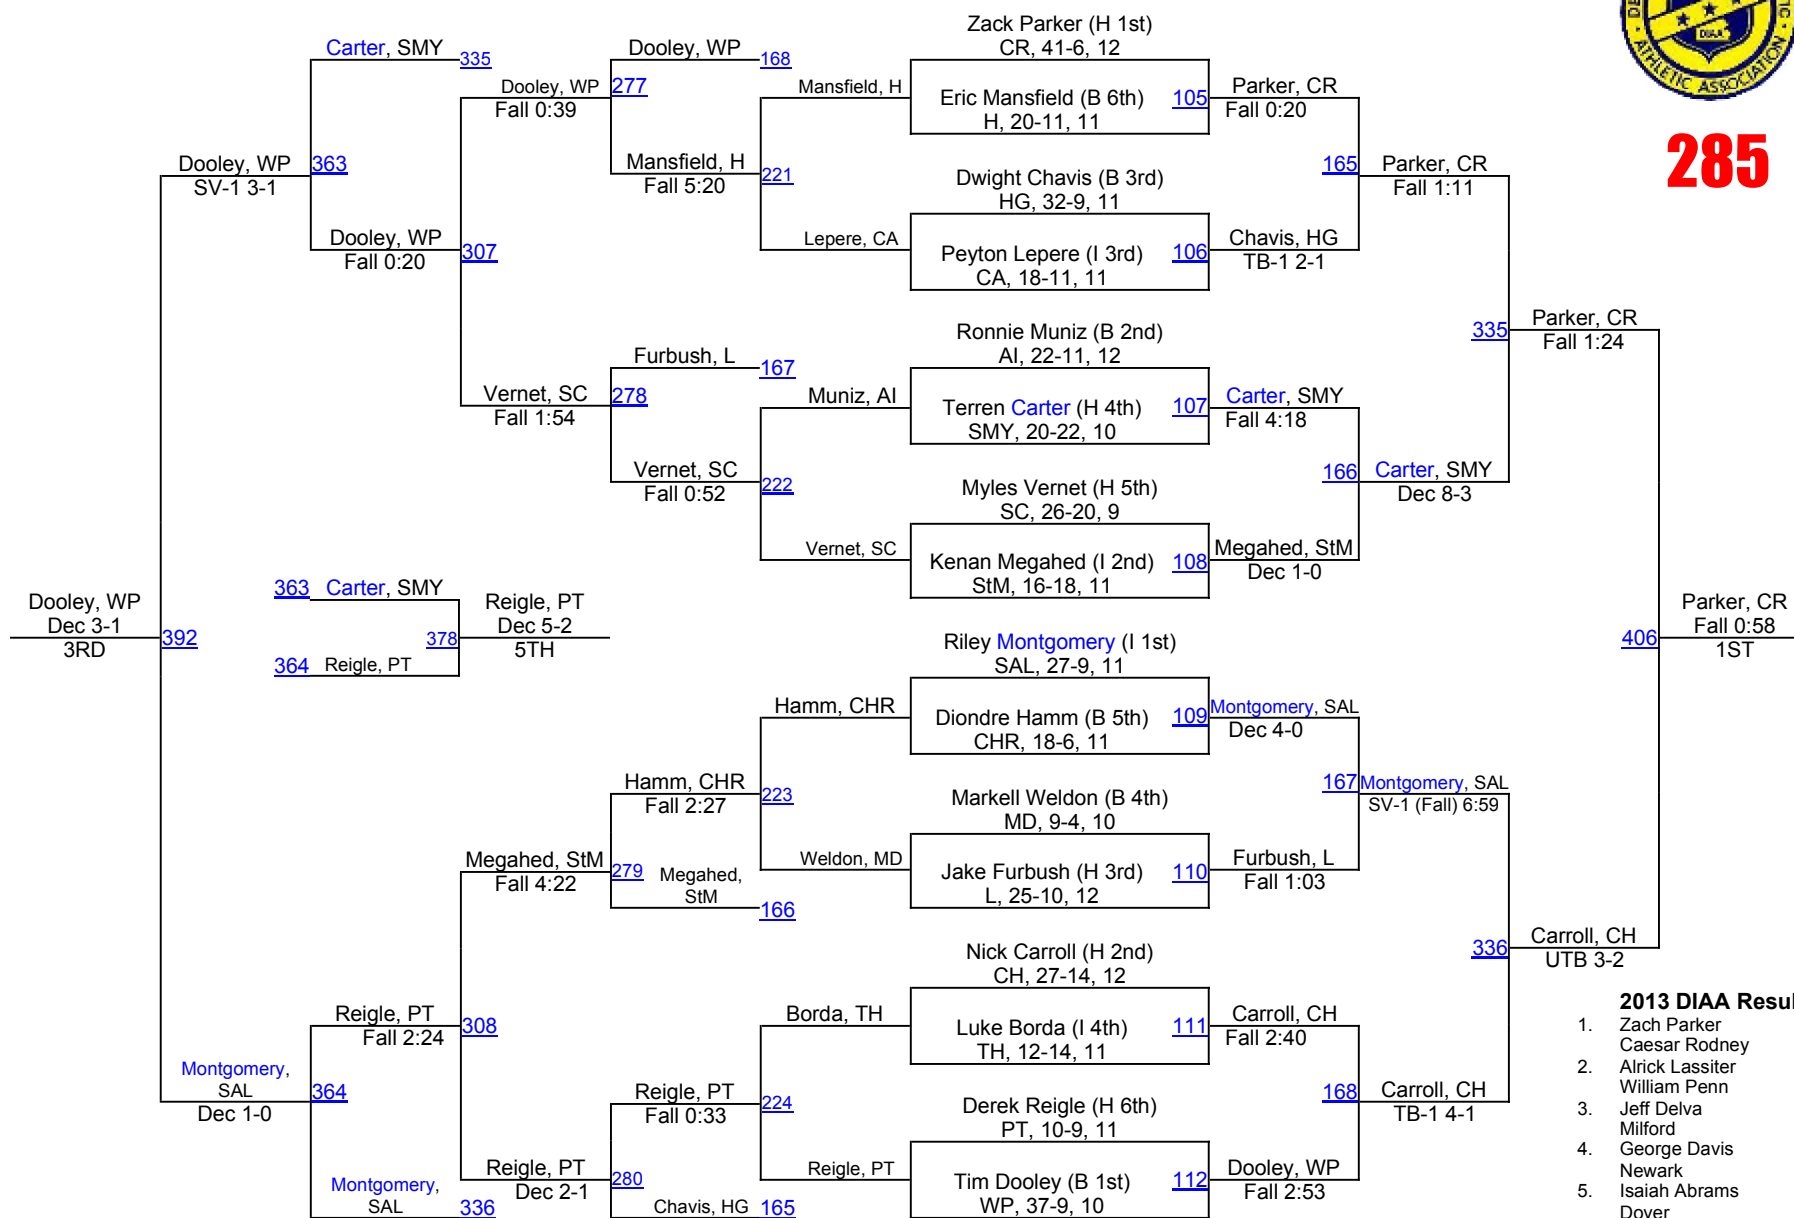 Zack Parker (H 1st)
CR, 41-6, 12
Eric Mansfield (B 6th)
H, 20-11, 11
105
Dwight Chavis (B 3rd)
HG, 32-9, 11
Peyton Lepere (I 3rd)
CA, 18-11, 11
106
Ronnie Muniz (B 2nd)
AI, 22-11, 12
Terren Carter (H 4th)
SMY, 20-22, 10
107
Myles Vernet (H 5th)
SC, 26-20, 9
Kenan Megahed (I 2nd)
StM, 16-18, 11
108
Riley Montgomery (I 1st)
SAL, 27-9, 11
Diondre Hamm (B 5th)
CHR, 18-6, 11
109
Markell Weldon (B 4th)
MD, 9-4, 10
Jake Furbush (H 3rd)
L, 25-10, 12
110
Nick Carroll (H 2nd)
CH, 27-14, 12
Luke Borda (I 4th)
TH, 12-14, 11
111
Derek Reigle (H 6th)
PT, 10-9, 11
Tim Dooley (B 1st)
WP, 37-9, 10
112
Parker, CR
Fall 0:20
165
Chavis, HG
TB-1 2-1
Carter, SMY
Fall 4:18
166
Megahed, StM
Dec 1-0
Montgomery, SAL
Dec 4-0
167
Furbush, L
Fall 1:03
Carroll, CH
Fall 2:40
168
Dooley, WP
Fall 2:53
Parker, CR
Fall 1:11
335
Carter, SMY
Dec 8-3
Montgomery, SAL
SV-1 (Fall) 6:59
336
Carroll, CH
TB-1 4-1
Parker, CR
Fall 1:24
406
Carroll, CH
UTB 3-2
Parker, CR
Fall 0:58
1ST
Mansfield, H
221
Lepere, CA
Muniz, AI
222
Vernet, SC
Hamm, CHR
223
Weldon, MD
Borda, TH
224
Reigle, PT
Dooley, WP
168
277
Mansfield, H
Fall 5:20
Furbush, L
167
278
Vernet, SC
Fall 0:52
Hamm, CHR
Fall 2:27
279
Megahed,
StM
166
Reigle, PT
Fall 0:33
280
Chavis, HG
165
Dooley, WP
Fall 0:39
307
Vernet, SC
Fall 1:54
Megahed, StM
Fall 4:22
308
Reigle, PT
Dec 2-1
Carter, SMY
335
363
Dooley, WP
Fall 0:20
Reigle, PT
Fall 2:24
364
Montgomery,
SAL
336
Dooley, WP
SV-1 3-1
392
Montgomery,
SAL
Dec 1-0
Dooley, WP
Dec 3-1
3RD
363
Carter, SMY
378
364
Reigle, PT
Reigle, PT
Dec 5-2
5TH
DIAA
ATHLETIC ASSOCIATION
285
2013 DIAA Resul
1. Zach Parker
Caesar Rodney
2. Alrick Lassiter
William Penn
3. Jeff Delva
Milford
4. George Davis
Newark
5. Isaiah Abrams
Dover